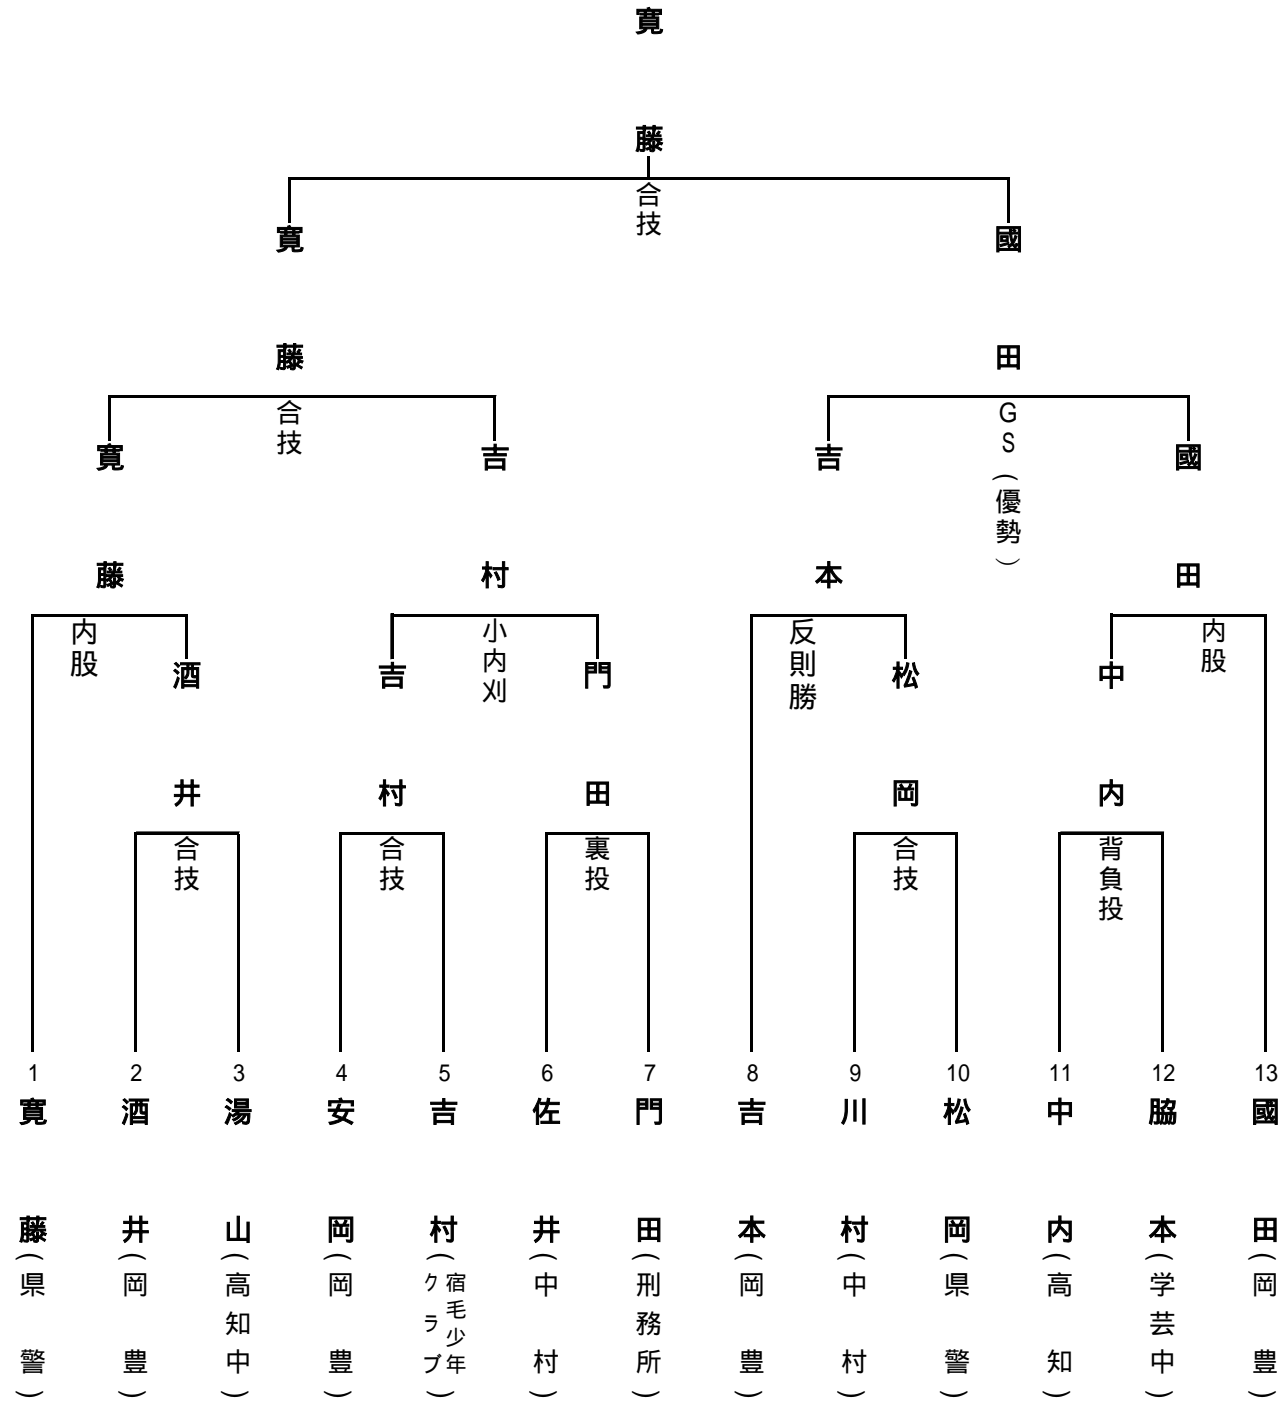 寛藤
合技
寛藤
國田
合技
GS(優勢)
寛藤
吉村
吉本
國田
内股
小内刈
反則勝
内股
酒井
吉村
門田
松岡
中内
合技
合技
裏投
合技
背負投
1 2 3 4 5 6 7 8 9 10 11 12 13
寛藤(県警)
酒井(岡豊)
湯山(高知中)
安岡(岡豊)
吉村(宿毛少年クラブ)
佐井(中村)
門田(刑務所)
吉本(岡豊)
川村(中村)
松岡(県警)
中内(高知)
脇本(学芸中)
國田(岡豊)